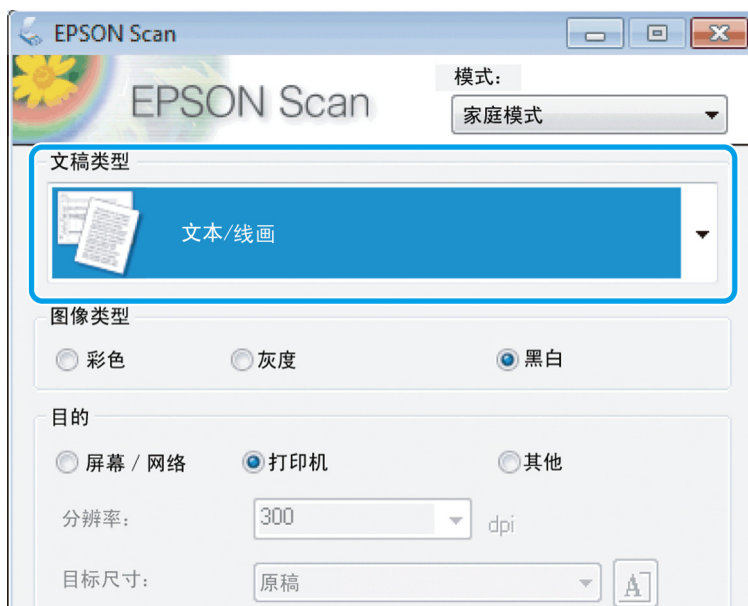 EPSON Scan
EPSON Scan
模式：
家庭模式
文稿类型
文本/线画
图像类型
彩色 灰度 黑白
目的
屏幕 / 网络 打印机 其他
分辨率： 300 dpi
目标尺寸： 原稿 A